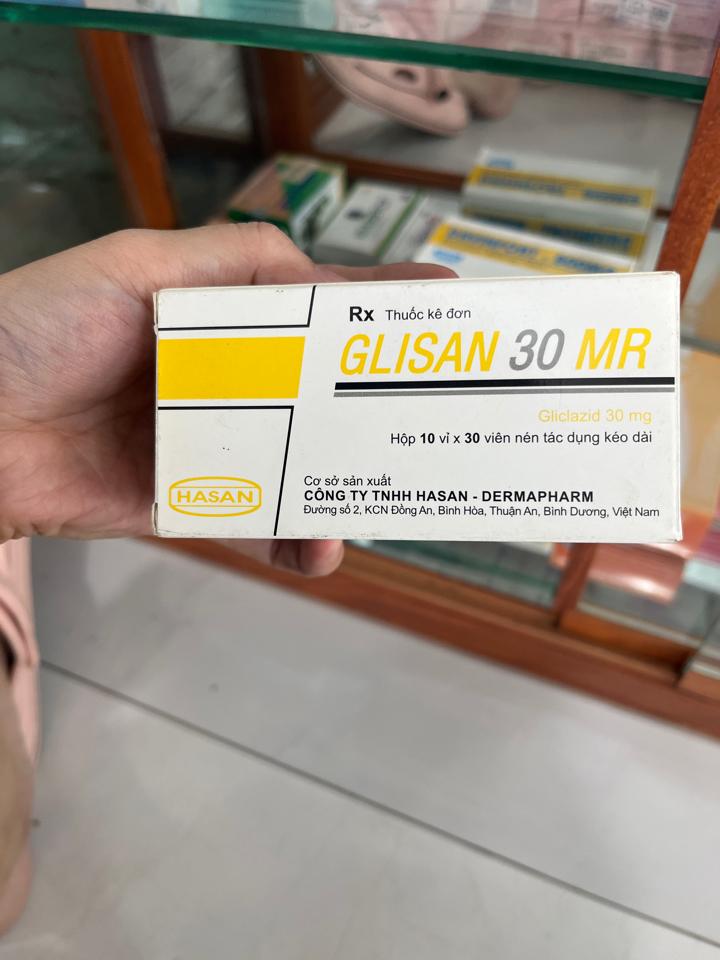 Rx Thuốc kê đơn
GLISAN 30 MR
Gliclazid 30 mg
Hộp 10 vỉ x 30 viên nén tác dụng kéo dài
HASAN
Cơ sở sản xuất
CÔNG TY TNHH HASAN - DERMAPHARM
Đường số 2, KCN Đồng An, Bình Hòa, Thuận An, Bình Dương, Việt Nam